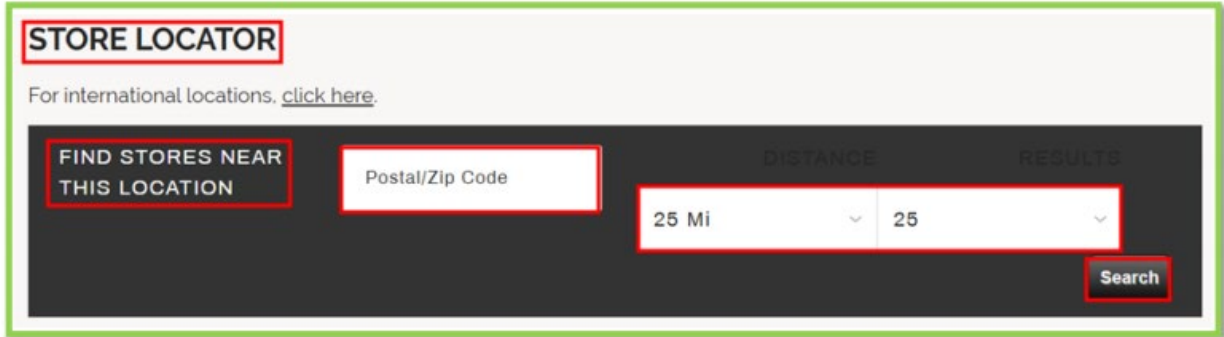 STORE LOCATOR
For international locations, click here.
FIND STORES NEAR
THIS LOCATION
Postal/Zip Code
DISTANCE
RESULTS
25 Mi
25
Search